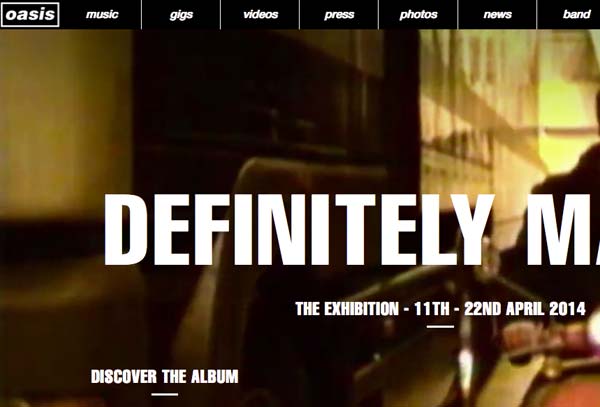 oasis music gigs videos press photos news band
DEFINITELY MA
THE EXHIBITION - 11TH - 22ND APRIL 2014
DISCOVER THE ALBUM